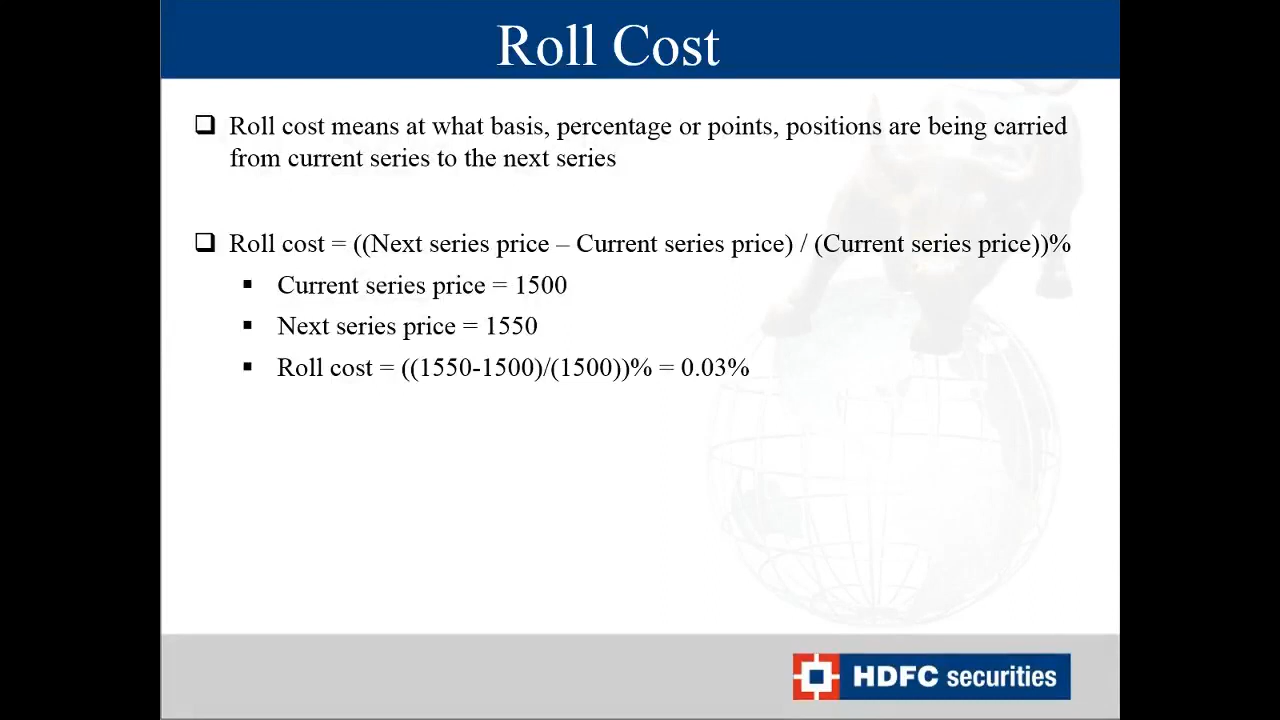 Roll Cost
Roll cost means at what basis, percentage or points, positions are being carried
from current series to the next series
Roll cost = ((Next series price – Current series price) / (Current series price))%
Current series price = 1500
Next series price = 1550
Roll cost = ((1550-1500)/(1500))% = 0.03%
HDFC securities